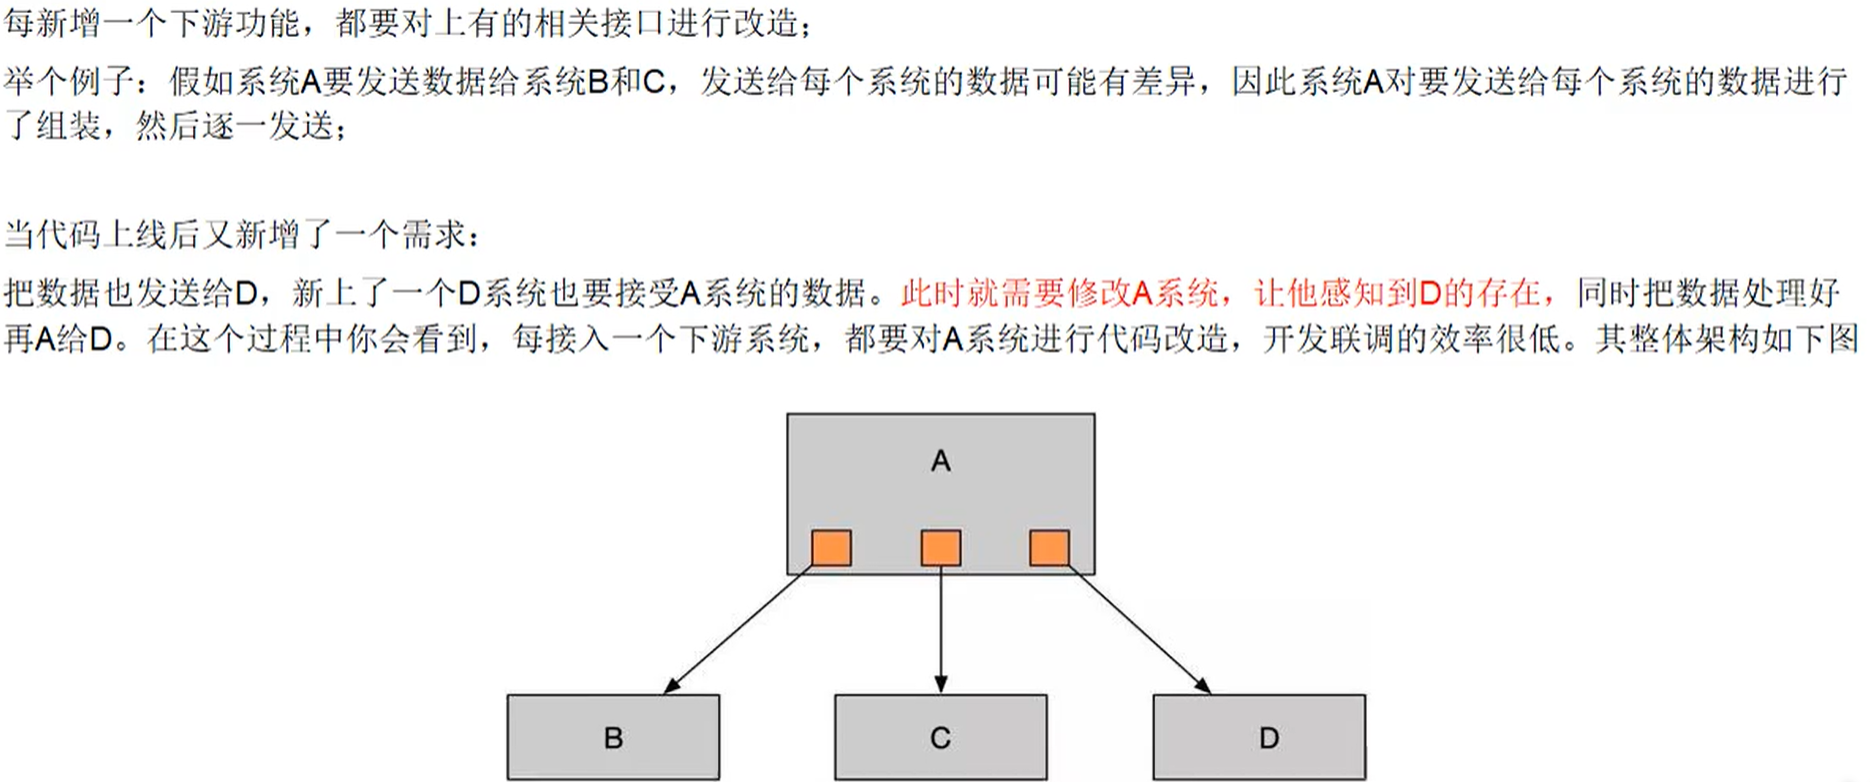 每新增一个下游功能，都要对上有的相关接口进行改造；
举个例子：假如系统A要发送数据给系统B和C，发送给每个系统的数据可能有差异，因此系统A对要发送给每个系统的数据进行
了组装，然后逐一发送；
当代码上线后又新增了一个需求：
把数据也发送给D，新上了一个D系统也要接受A系统的数据。此时就需要修改A系统，让他感知到D的存在，同时把数据处理好
再A给D。在这个过程中你会看到，每接入一个下游系统，都要对A系统进行代码改造，开发联调的效率很低。其整体架构如下图
A
B
C
D